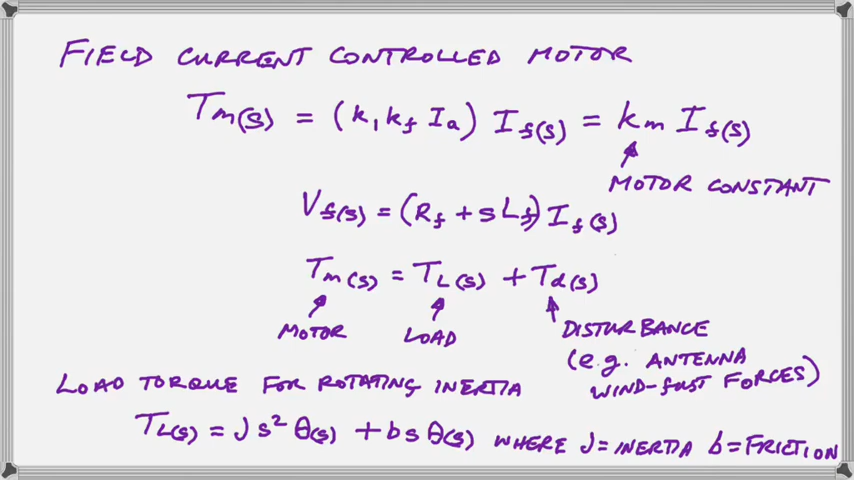 FIELD CURRENT CONTROLLED MOTOR
Tm(s) = (k1 kf Ia) If(s) = km If(s)
MOTOR CONSTANT
Vf(s) = (Rf + s Lf) If(s)
Tm(s) = TL(s) + Td(s)
MOTOR LOAD DISTURBANCE
(e.g. ANTENNA
WIND-GUST FORCES)
LOAD TORQUE FOR ROTATING INERTIA
TL(s) = J s² θ(s) + b s θ(s) WHERE J = INERTIA b = FRICTION